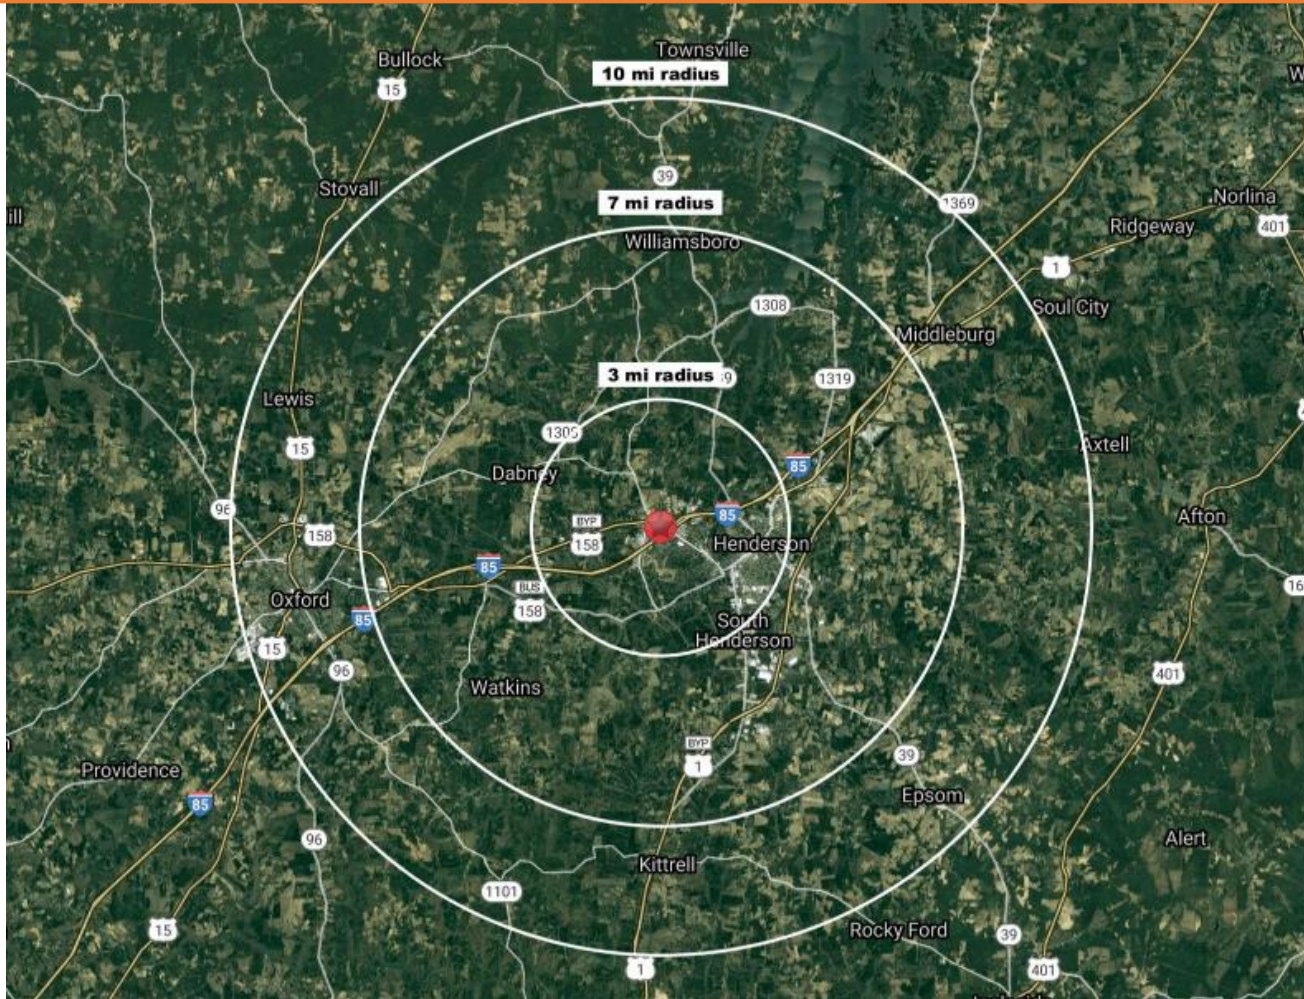 Townsville
Bullock
10 mi radius
15
39
Stovall
1369
Norlina
7 mi radius
Ridgeway
401
Williamsboro
1
1308
Soul City
Middleburg
3 mi radius
1319
Lewis
15
Axtell
85
Dabney
96
85
Afton
BYP
158
158
Henderson
85
BUS
158
Oxford
85
South
Henderson
15
96
401
Watkins
BYP
1
39
Providence
85
Epsom
96
Alert
Kittrell
1101
15
Rocky Ford
39
1
401